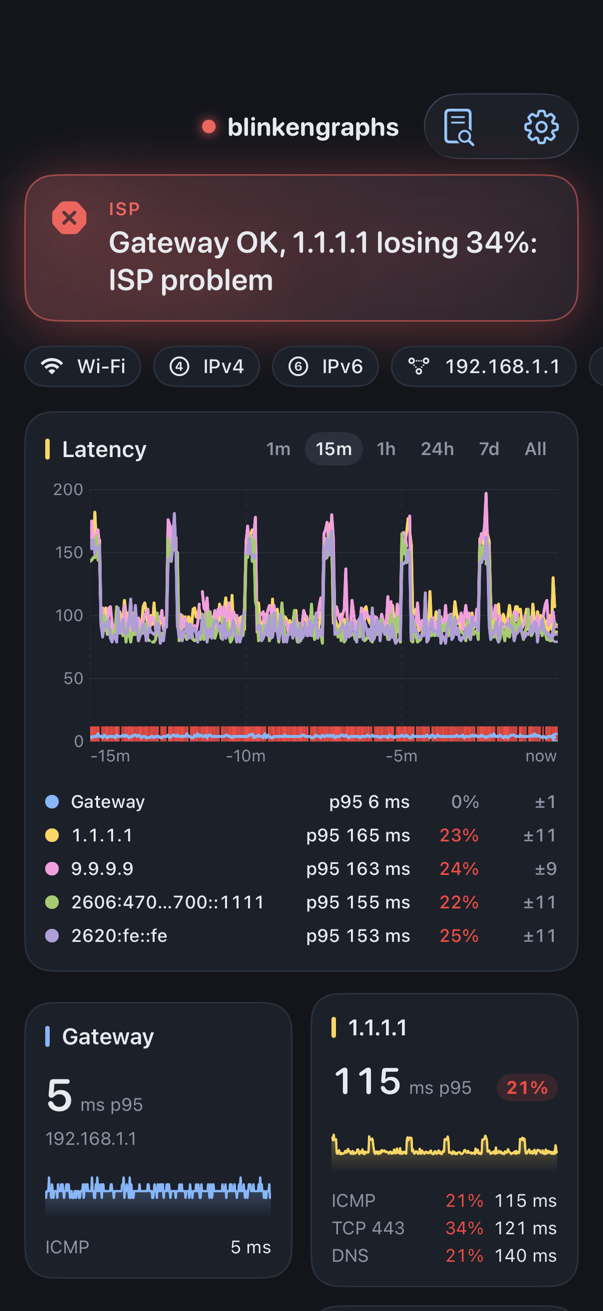 blinkengraphs
ISP
Gateway OK, 1.1.1.1 losing 34%:
ISP problem
Wi-Fi
4 IPv4
6 IPv6
192.168.1.1
Latency 1m 15m 1h 24h 7d All
200
150
100
50
0
-15m -10m -5m now
Gateway p95 6 ms 0% ±1
1.1.1.1 p95 165 ms 23% ±11
9.9.9.9 p95 163 ms 24% ±9
2606:470...700::1111 p95 155 ms 22% ±11
2620:fe::fe p95 153 ms 25% ±11
Gateway
5 ms p95
192.168.1.1
ICMP 5 ms
1.1.1.1
115 ms p95 21%
ICMP 21% 115 ms
TCP 443 34% 121 ms
DNS 21% 140 ms